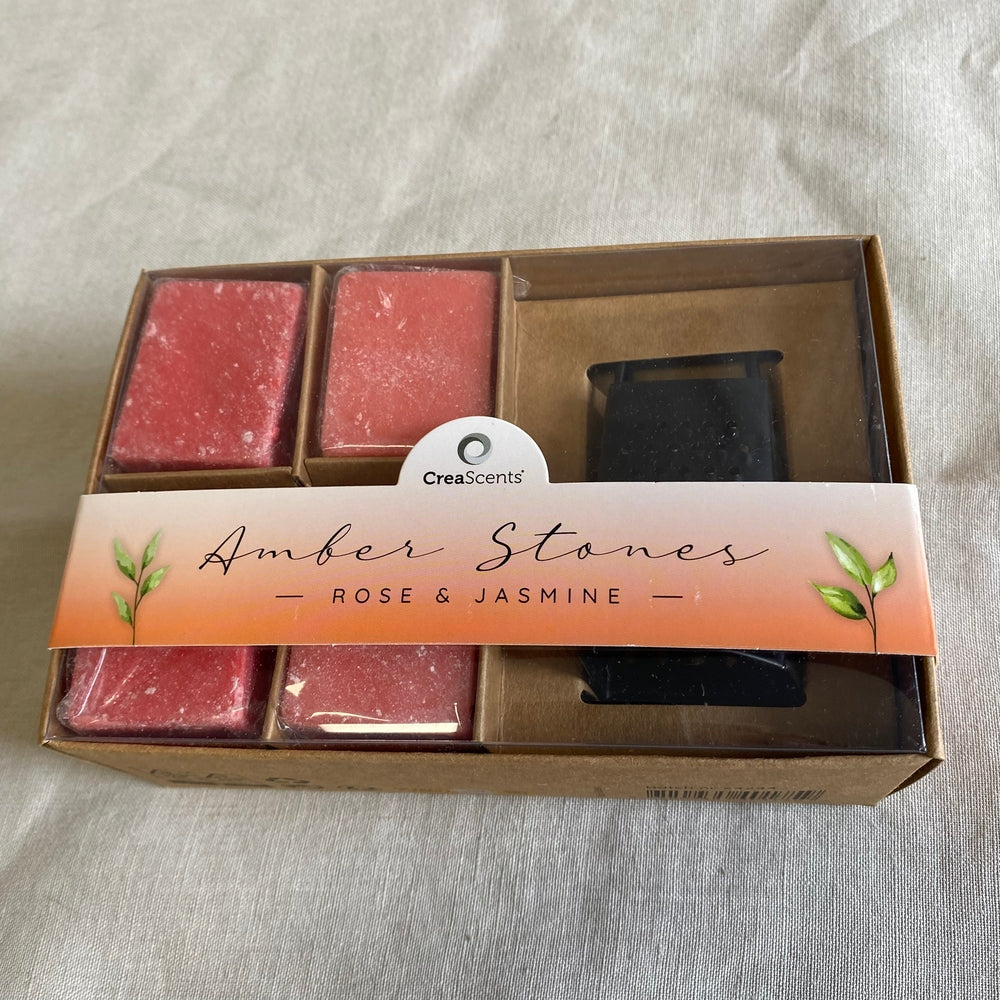 CreaScents®
Amber Stones
— ROSE & JASMINE —